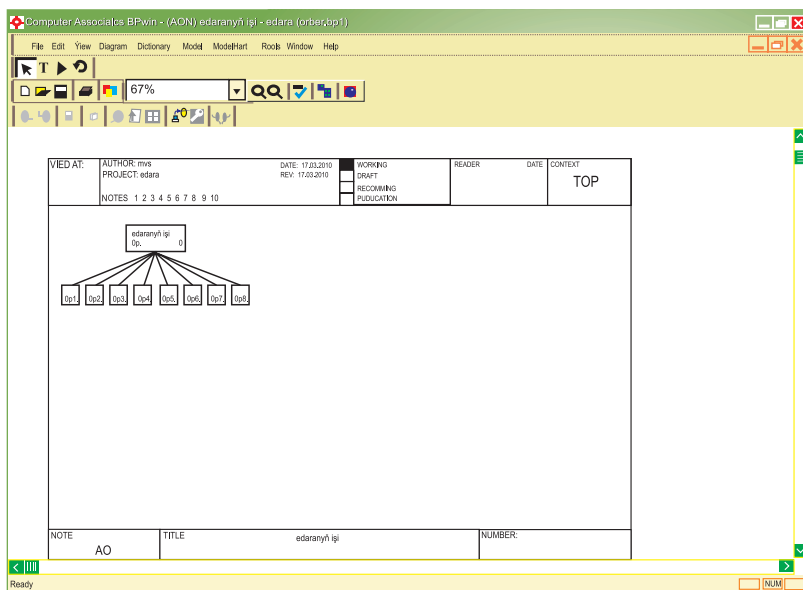 Computer Associalcs BPwin - (AON) edaranyň işi - edara (orber,bp1)
File Edit Ýiew Diagram Dictionary Model ModelHart Rools Window Help
T
67%
VIED AT:
AUTHOR: mvs
PROJECT: edara
NOTES 1 2 3 4 5 6 7 8 9 10
DATE: 17.03.2010
REV: 17.03.2010
WORKING
DRAFT
RECOMMING
PUDUCATION
READER DATE
CONTEXT
TOP
edaranyň işi
0p. 0
0p1. 0p2. 0p3. 0p4. 0p5. 0p6. 0p7. 0p8.
NOTE
AO
TITLE
edaranyň işi
NUMBER:
Ready
NUM